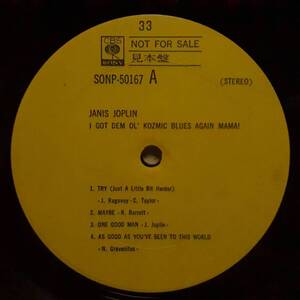 33
CBS
SONY
NOT FOR SALE
見本盤
SONP-50167 A
(STEREO)
JANIS JOPLIN
I GOT DEM OL' KOZMIC BLUES AGAIN MAMA!
1. TRY (Just A Little Bit Harder)
-J. Ragovoy-C. Taylor-
2. MAYBE -R. Barrett-
3. ONE GOOD MAN -J. Joplin-
4. AS GOOD AS YOU'VE BEEN TO THIS WORLD
-N. Gravenites-